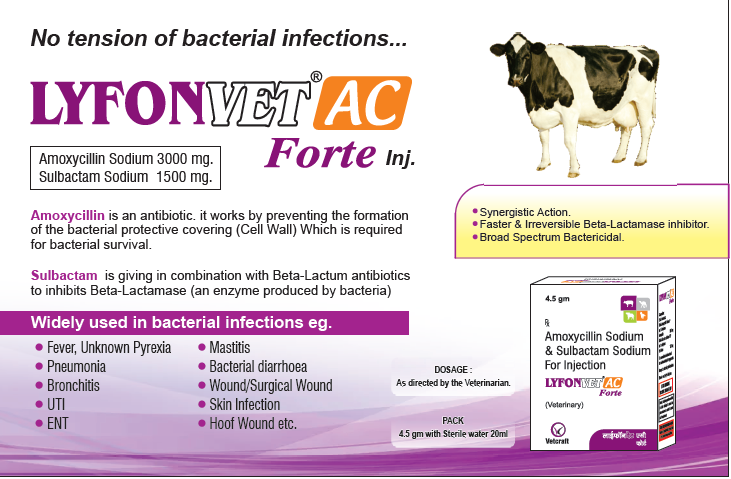 No tension of bacterial infections...
LYFONVET® AC
Forte Inj.
Amoxycillin Sodium 3000 mg.
Sulbactam Sodium 1500 mg.
Amoxycillin is an antibiotic. it works by preventing the formation
of the bacterial protective covering (Cell Wall) Which is required
for bacterial survival.
Sulbactam is giving in combination with Beta-Lactum antibiotics
to inhibits Beta-Lactamase (an enzyme produced by bacteria)
• Synergistic Action.
• Faster & Irreversible Beta-Lactamase inhibitor.
• Broad Spectrum Bactericidal.
Widely used in bacterial infections eg.
• Fever, Unknown Pyrexia
• Pneumonia
• Bronchitis
• UTI
• ENT
• Mastitis
• Bacterial diarrhoea
• Wound/Surgical Wound
• Skin Infection
• Hoof Wound etc.
DOSAGE :
As directed by the Veterinarian.
PACK
4.5 gm with Sterile water 20ml
4.5 gm
℞
Amoxycillin Sodium
& Sulbactam Sodium
For Injection
LYFONVET AC
Forte
(Veterinary)
Vetcraft
लाईफॉनवेट एसी
फोर्ट
LYFONVET AC
Forte